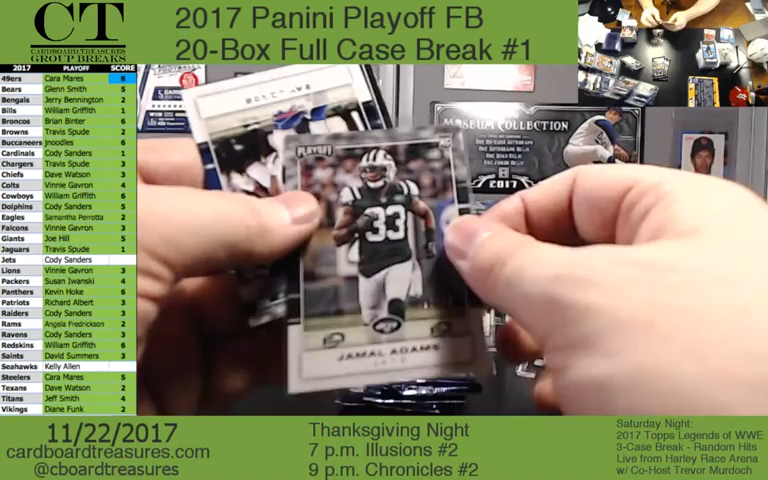 CT
CARDBOARD TREASURES
GROUP BREAKS
2017 Panini Playoff FB
20-Box Full Case Break #1
2017 PLAYOFF SCORE
49ers Cara Mares 8
Bears Glenn Smith 5
Bengals Jerry Bennington 2
Bills William Griffith 1
Broncos Brian Binter 6
Browns Travis Spude 2
Buccaneers Jnoodles 6
Cardinals Cody Sanders 1
Chargers Travis Spude 3
Chiefs Dave Watson 3
Colts Vinnie Gavron 4
Cowboys William Griffith 6
Dolphins Cody Sanders 5
Eagles Samantha Perrotta 2
Falcons Vinnie Gavron 3
Giants Joe Hill 5
Jaguars Travis Spude 1
Jets Cody Sanders
Lions Vinnie Gavron 3
Packers Susan Iwanski 4
Panthers Kevin Hoke 6
Patriots Richard Albert 3
Raiders Cody Sanders 3
Rams Angela Fredrickson 2
Ravens Cody Sanders 3
Redskins William Griffith 6
Saints David Summers 3
Seahawks Kelly Allen
Steelers Cara Mares 5
Texans Dave Watson 2
Titans Jeff Smith 4
Vikings Diane Funk 2
MUSEUM COLLECTION
2017
PLAYOFF
33
JAMAL ADAMS
JETS
11/22/2017
cardboardtreasures.com
@cboardtreasures
Thanksgiving Night
7 p.m. Illusions #2
9 p.m. Chronicles #2
Saturday Night:
2017 Topps Legends of WWE
3-Case Break - Random Hits
Live from Harley Race Arena
w/ Co-Host Trevor Murdoch